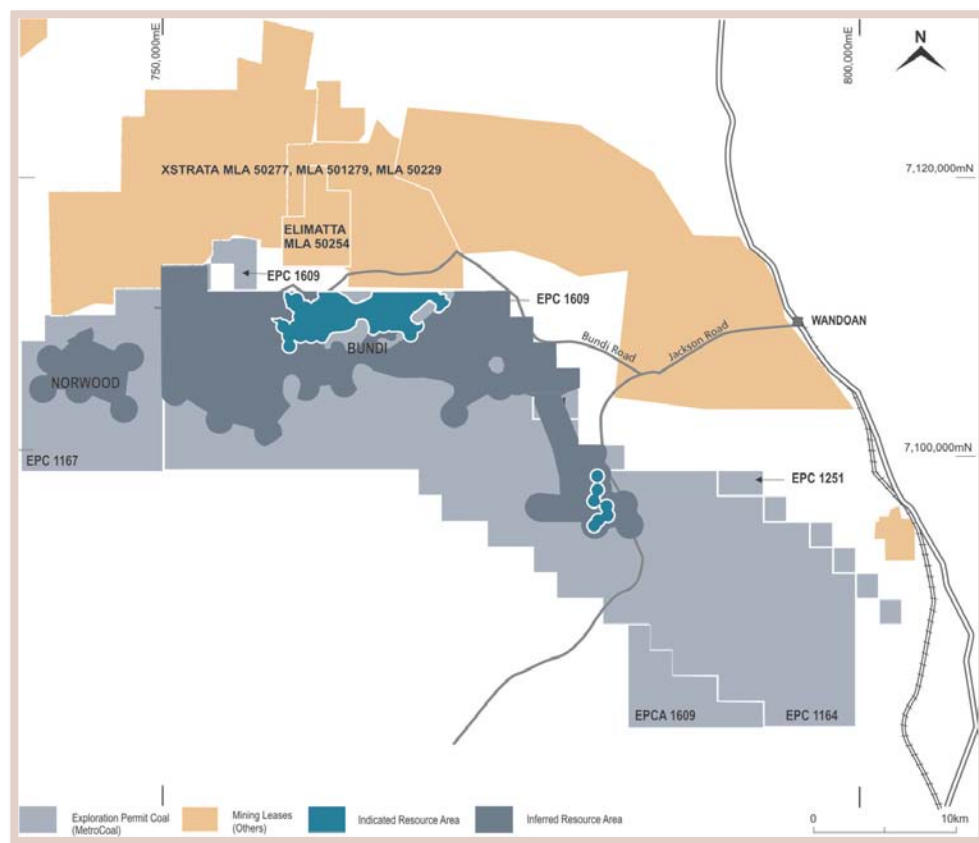 750,000mE
800,000mE
N
7,120,000mN
XSTRATA MLA 50277, MLA 501279, MLA 50229
ELIMATTA
MLA 50254
EPC 1609
EPC 1609
WANDOAN
Bundi Road
Jackson Road
BUNDI
NORWOOD
7,100,000mN
EPC 1167
EPC 1251
EPCA 1609
EPC 1164
Exploration Permit Coal
(MetroCoal)
Mining Leases
(Others)
Indicated Resource Area
Inferred Resource Area
0
10km